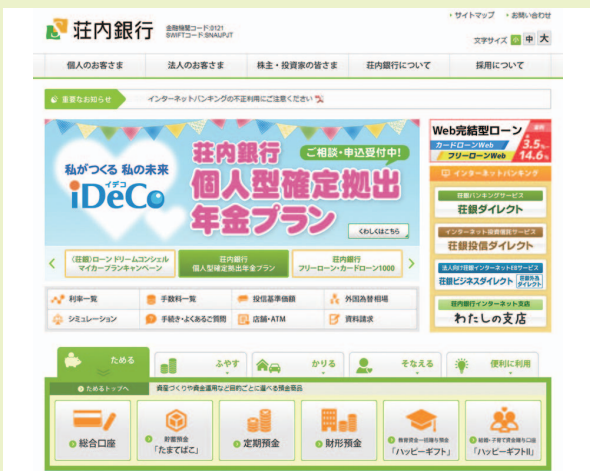 ・サイトマップ ・お問い合わせ
荘内銀行
金融機関コード:0121
SWIFTコード:SNAIJPJT
文字サイズ 小 中 大
個人のお客さま 法人のお客さま 株主・投資家の皆さま 荘内銀行について 採用について
重要なお知らせ インターネットバンキングの不正利用にご注意ください
私がつくる 私の未来
イデコ
iDeCo
荘内銀行
ご相談・申込受付中!
個人型確定拠出
年金プラン
くわしくはこちら
Web完結型ローン
カードローンWeb
フリーローンWeb
3.5%~
14.6%
インターネットバンキング
荘銀バンキングサービス
荘銀ダイレクト
インターネット投資信託サービス
荘銀投信ダイレクト
法人向け荘銀インターネットEBサービス
荘銀ビジネスダイレクト
荘銀外為
ダイレクト
荘内銀行インターネット支店
わたしの支店
〈荘銀〉ローン ドリームコンシェル
マイカープランキャンペーン
荘内銀行
個人型確定拠出年金プラン
荘内銀行
フリーローン・カードローン1000
利率一覧 手数料一覧 投信基準価額 外国為替相場
シミュレーション 手続き・よくあるご質問 店舗・ATM 資料請求
ためる ふやす かりる そなえる 便利に利用
ためるトップへ 資産づくりや資金運用など目的ごとに選べる預金商品
総合口座
貯蓄預金
「たまてばこ」
定期預金
財形預金
教育資金一括贈与預金
「ハッピーギフト」
結婚・子育て資金贈与口座
「ハッピーギフトII」